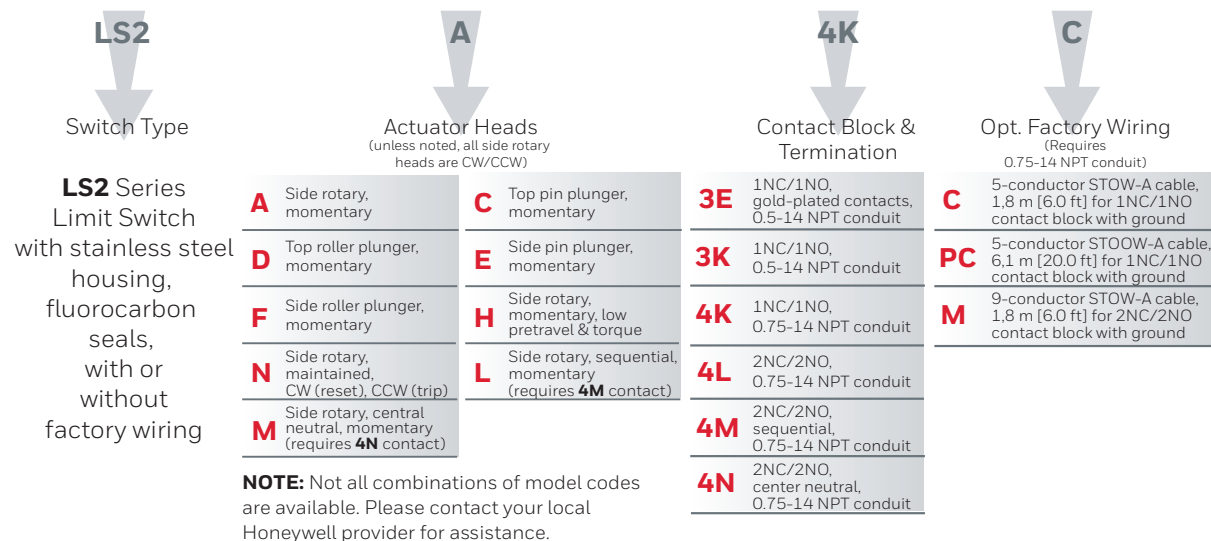 LS2
A
4K
C
Switch Type
LS2 Series
Limit Switch
with stainless steel
housing,
fluorocarbon
seals,
with or
without
factory wiring
Actuator Heads
(unless noted, all side rotary
heads are CW/CCW)
A
Side rotary,
momentary
C
Top pin plunger,
momentary
D
Top roller plunger,
momentary
E
Side pin plunger,
momentary
F
Side roller plunger,
momentary
H
Side rotary,
momentary, low
pretravel & torque
N
Side rotary,
maintained,
CW (reset), CCW (trip)
L
Side rotary, sequential,
momentary
(requires 4M contact)
M
Side rotary, central
neutral, momentary
(requires 4N contact)
NOTE: Not all combinations of model codes
are available. Please contact your local
Honeywell provider for assistance.
Contact Block &
Termination
3E
1NC/1NO,
gold-plated contacts,
0.5-14 NPT conduit
3K
1NC/1NO,
0.5-14 NPT conduit
4K
1NC/1NO,
0.75-14 NPT conduit
4L
2NC/2NO,
0.75-14 NPT conduit
4M
2NC/2NO,
sequential,
0.75-14 NPT conduit
4N
2NC/2NO,
center neutral,
0.75-14 NPT conduit
Opt. Factory Wiring
(Requires
0.75-14 NPT conduit)
C
5-conductor STOW-A cable,
1,8 m [6.0 ft] for 1NC/1NO
contact block with ground
PC
5-conductor STOOW-A cable,
6,1 m [20.0 ft] for 1NC/1NO
contact block with ground
M
9-conductor STOW-A cable,
1,8 m [6.0 ft] for 2NC/2NO
contact block with ground